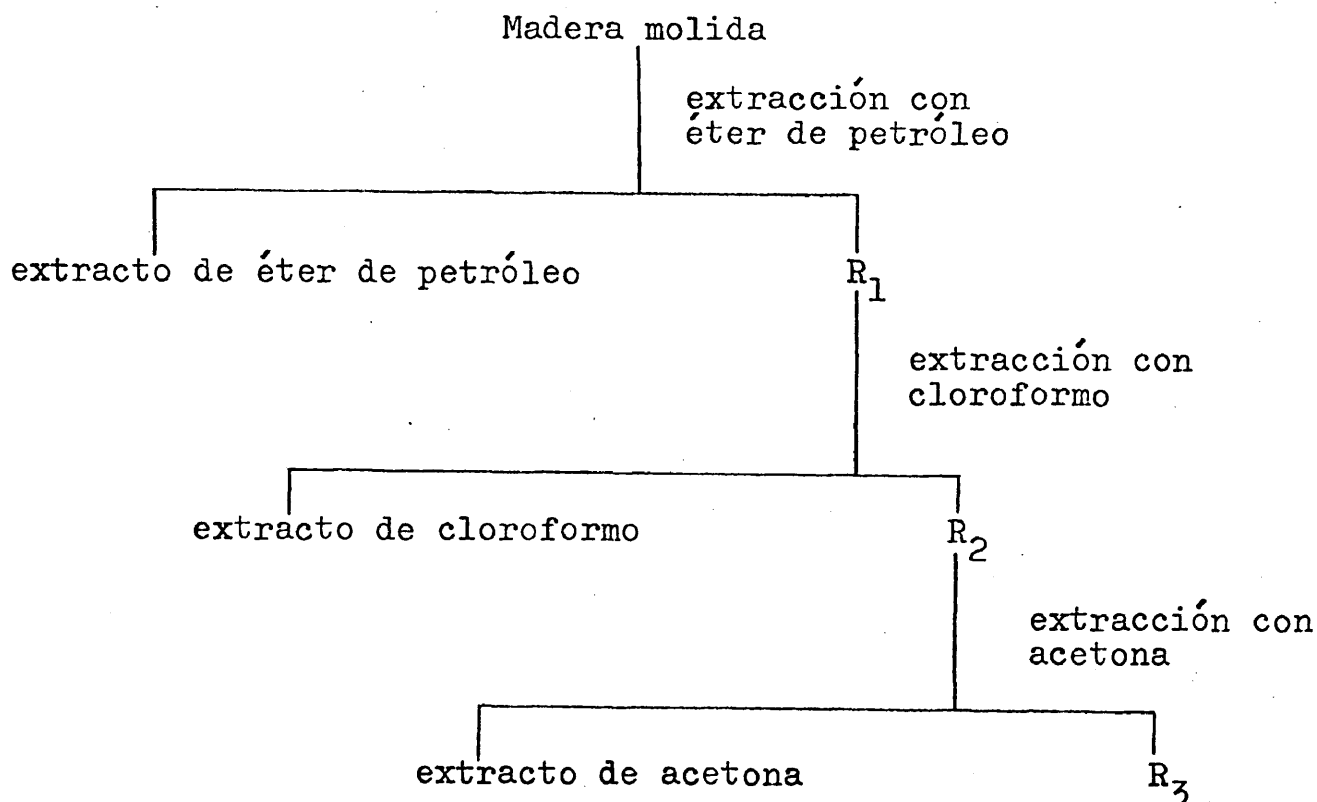 Madera molida
extracción con
éter de petróleo
extracto de éter de petróleo
R₁
extracción con
cloroformo
extracto de cloroformo
R₂
extracción con
acetona
extracto de acetona
R₃